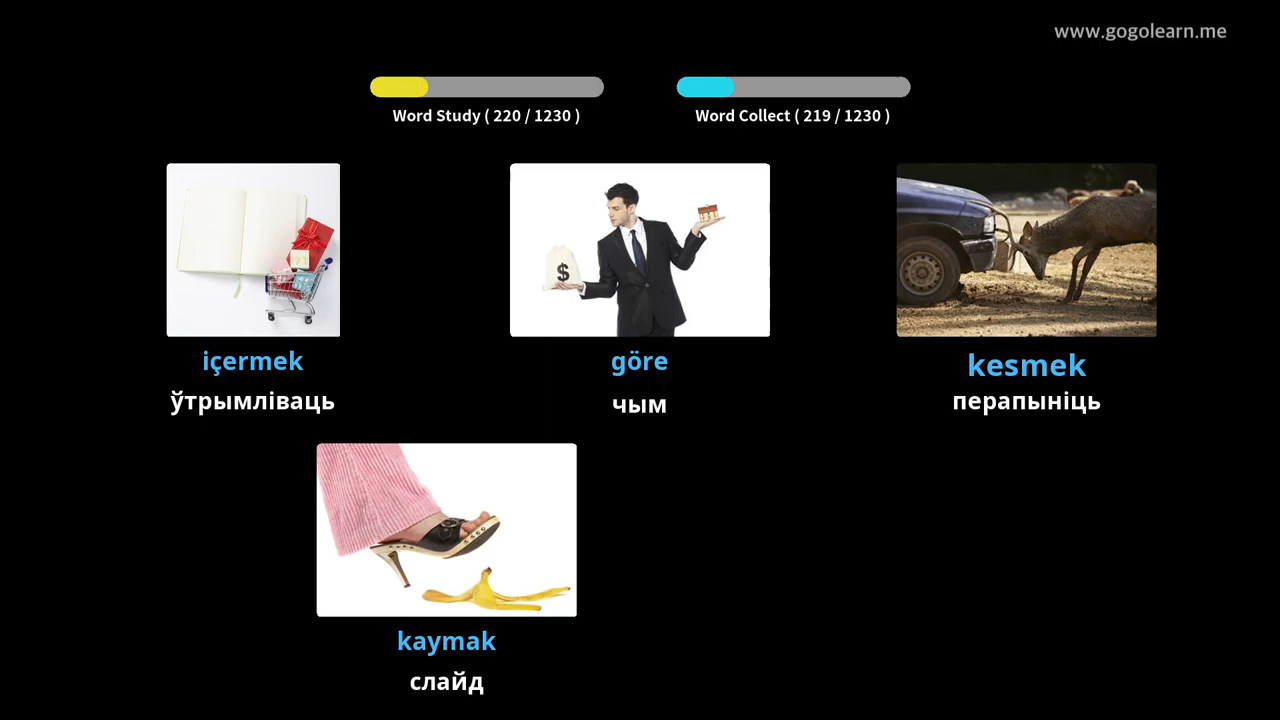 www.gogolearn.me
Word Study ( 220 / 1230 )
Word Collect ( 219 / 1230 )
$
içermek
göre
kesmek
ўтрымліваць
чым
перапыніць
kaymak
слайд